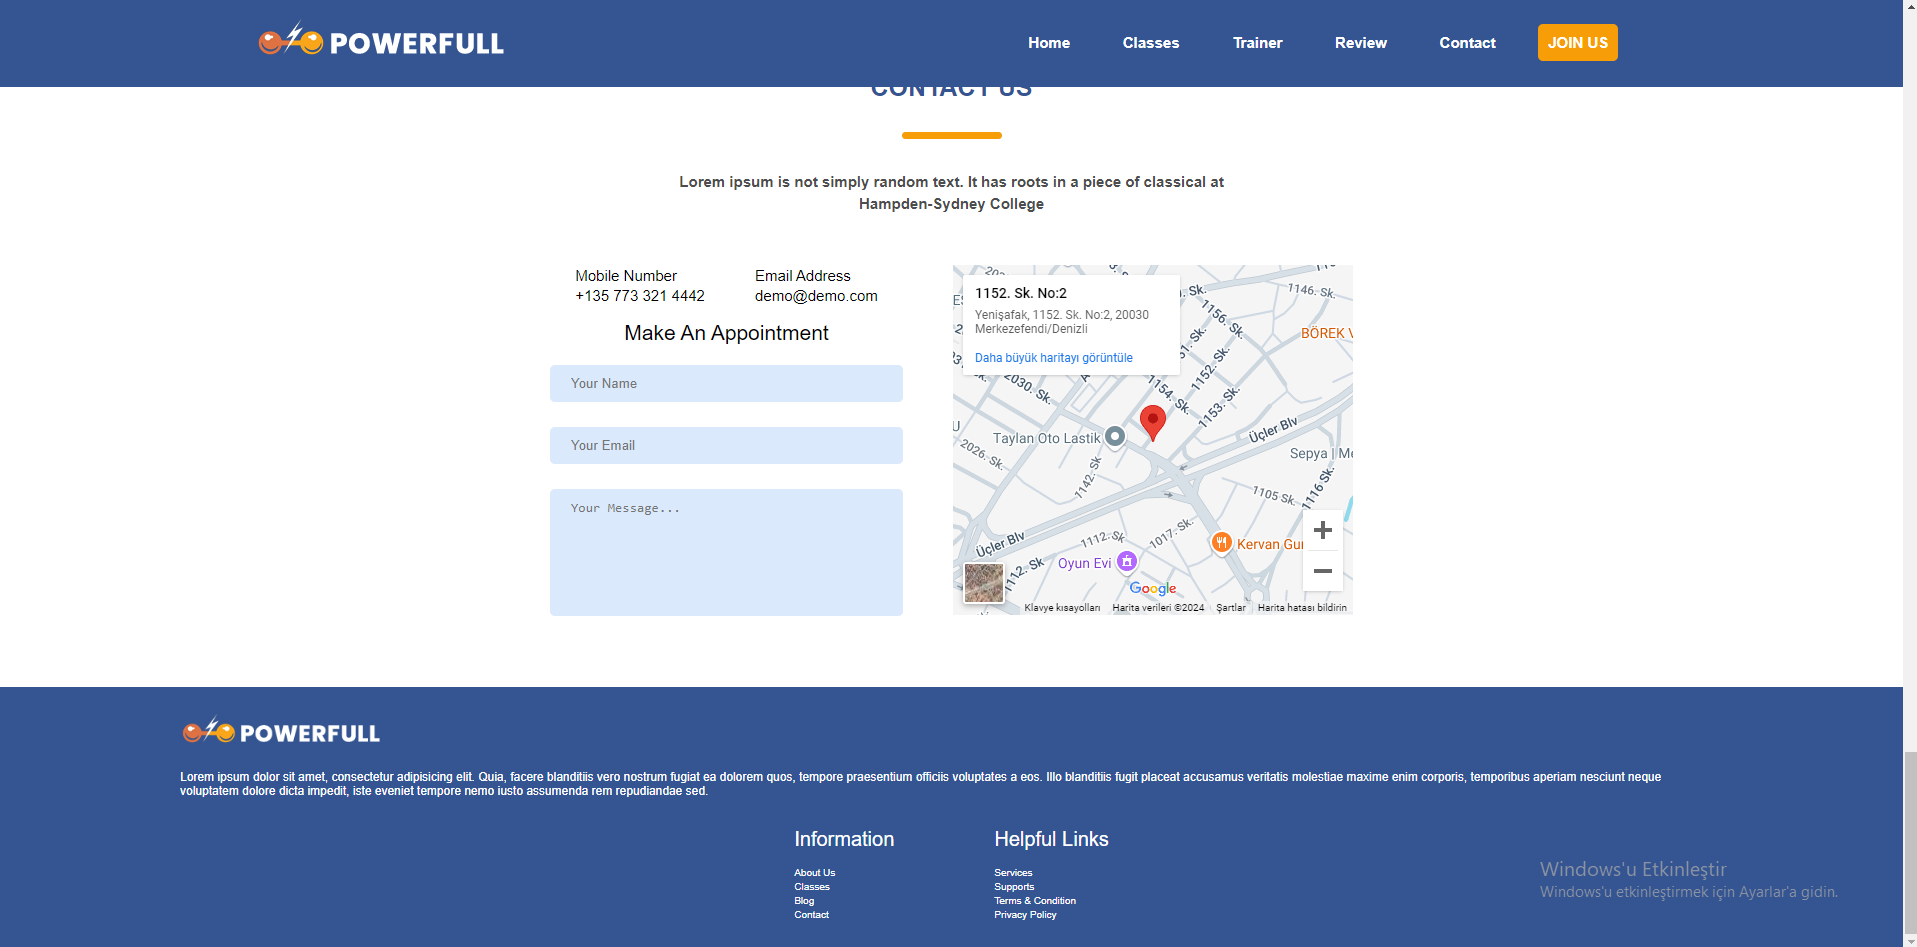 POWERFULL
Home
Classes
Trainer
Review
Contact
JOIN US
CONTACT US
Lorem ipsum is not simply random text. It has roots in a piece of classical at
Hampden-Sydney College
Mobile Number
+135 773 321 4442
Email Address
demo@demo.com
Make An Appointment
Your Name
Your Email
Your Message...
1152. Sk. No:2
Yenişafak, 1152. Sk. No:2, 20030
Merkezefendi/Denizli
Daha büyük haritayı görüntüle
1146. Sk.
1156. Sk.
BÖREK V
1152. Sk.
2030. Sk.
1154. Sk.
1153. Sk.
Üçler Blv
Taylan Oto Lastik
2026. Sk.
Sepya | Me
1142. Sk
1105 Sk.
1116 Sk.
1017. Sk.
1112. Sk
Üçler Blv
Kervan Gur
1112. Sk
Oyun Evi
Google
Klavye kısayolları
Harita verileri ©2024
Şartlar
Harita hatası bildirin
POWERFULL
Lorem ipsum dolor sit amet, consectetur adipisicing elit. Quia, facere blanditiis vero nostrum fugiat ea dolorem quos, tempore praesentium officiis voluptates a eos. Illo blanditiis fugit placeat accusamus veritatis molestiae maxime enim corporis, temporibus aperiam nesciunt neque
voluptatem dolore dicta impedit, iste eveniet tempore nemo iusto assumenda rem repudiandae sed.
Information
About Us
Classes
Blog
Contact
Helpful Links
Services
Supports
Terms & Condition
Privacy Policy
Windows'u Etkinleştir
Windows'u etkinleştirmek için Ayarlar'a gidin.